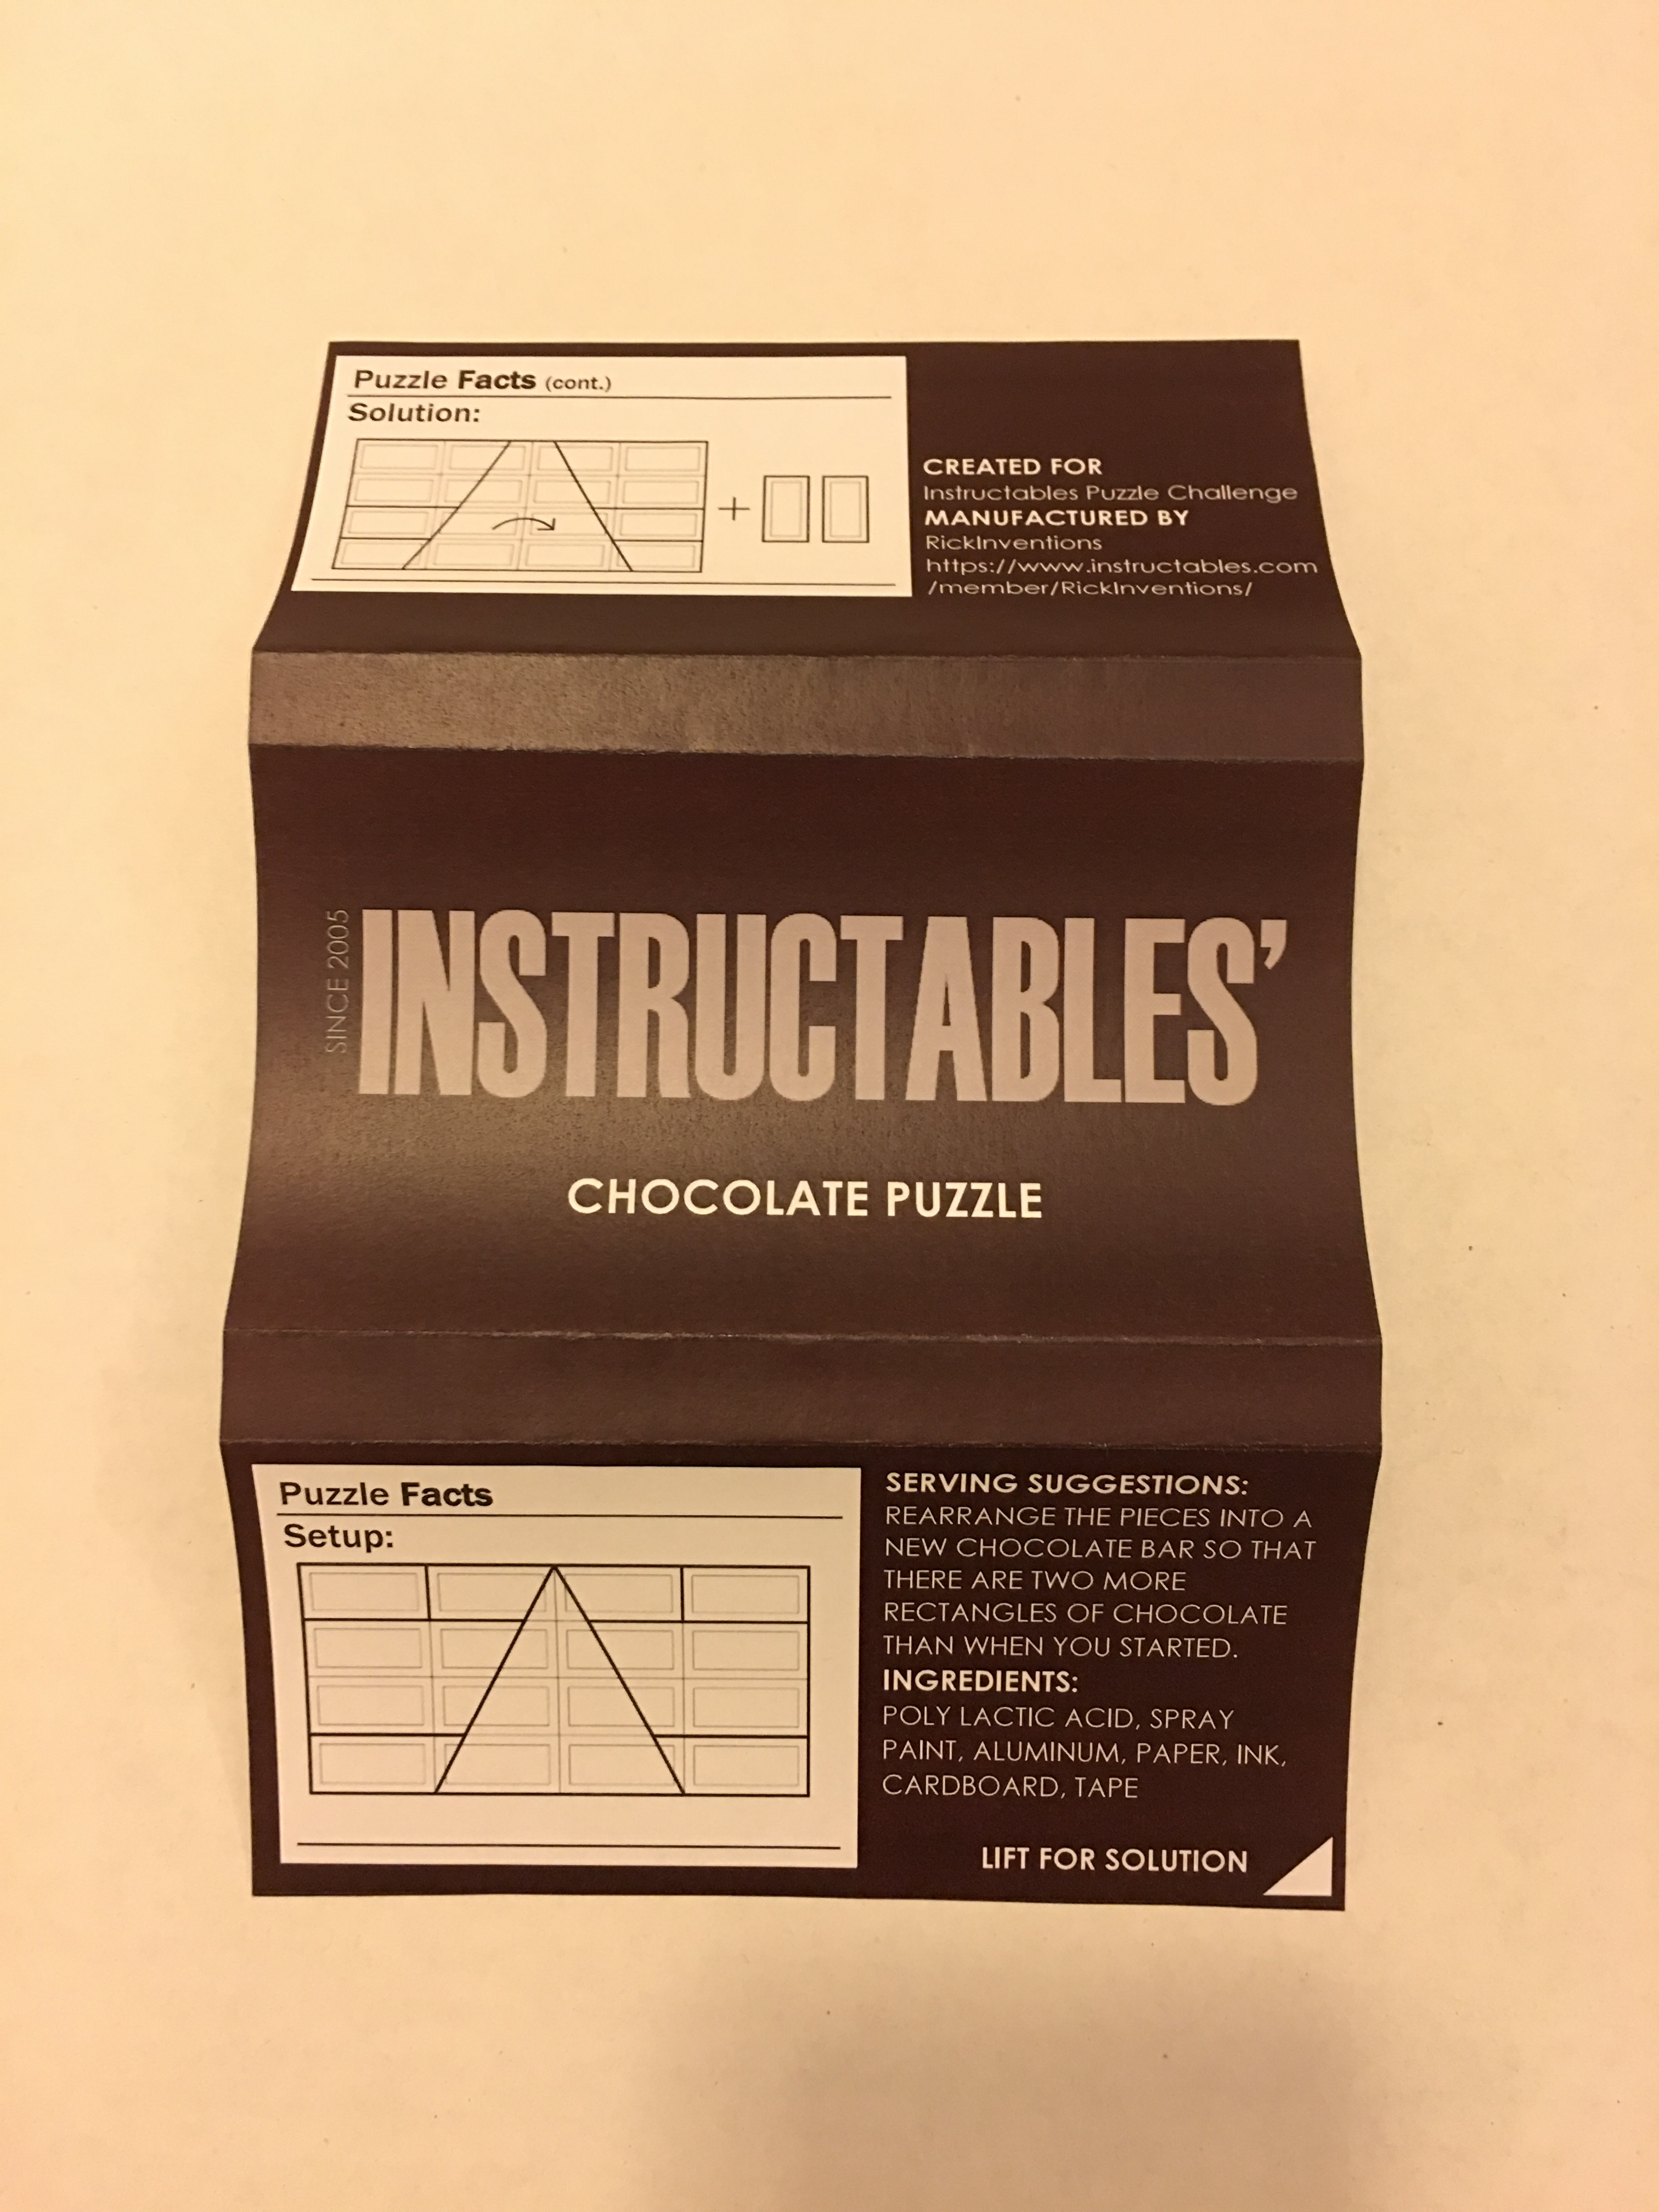 Puzzle Facts (cont.)
Solution:
+
CREATED FOR
Instructables Puzzle Challenge
MANUFACTURED BY
RickInventions
https://www.instructables.com
/member/RickInventions/
SINCE 2005
INSTRUCTABLES’
CHOCOLATE PUZZLE
Puzzle Facts
Setup:
SERVING SUGGESTIONS:
REARRANGE THE PIECES INTO A
NEW CHOCOLATE BAR SO THAT
THERE ARE TWO MORE
RECTANGLES OF CHOCOLATE
THAN WHEN YOU STARTED.
INGREDIENTS:
POLY LACTIC ACID, SPRAY
PAINT, ALUMINUM, PAPER, INK,
CARDBOARD, TAPE
LIFT FOR SOLUTION